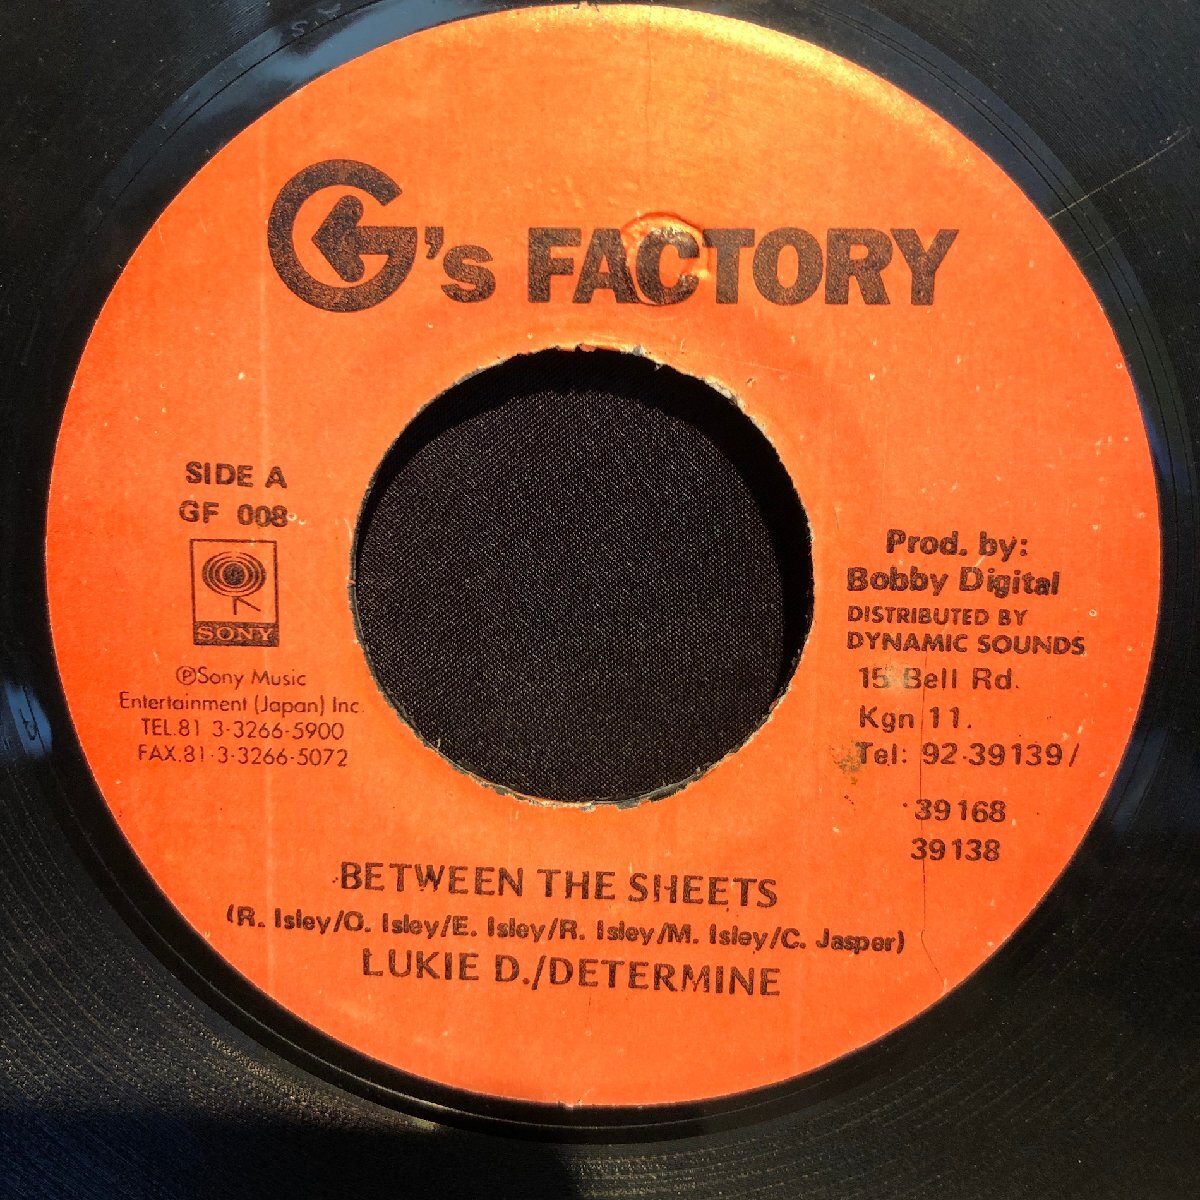 G's FACTORY
SIDE A
GF 008
SONY
℗Sony Music
Entertainment (Japan) Inc.
TEL.81 3-3266-5900
FAX.81-3-3266-5072
Prod. by:
Bobby Digital
DISTRIBUTED BY
DYNAMIC SOUNDS
15 Bell Rd.
Kgn 11.
Tel: 92-39139/
39168
39138
BETWEEN THE SHEETS
(R. Isley/O. Isley/E. Isley/R. Isley/M. Isley/C. Jasper)
LUKIE D./DETERMINE